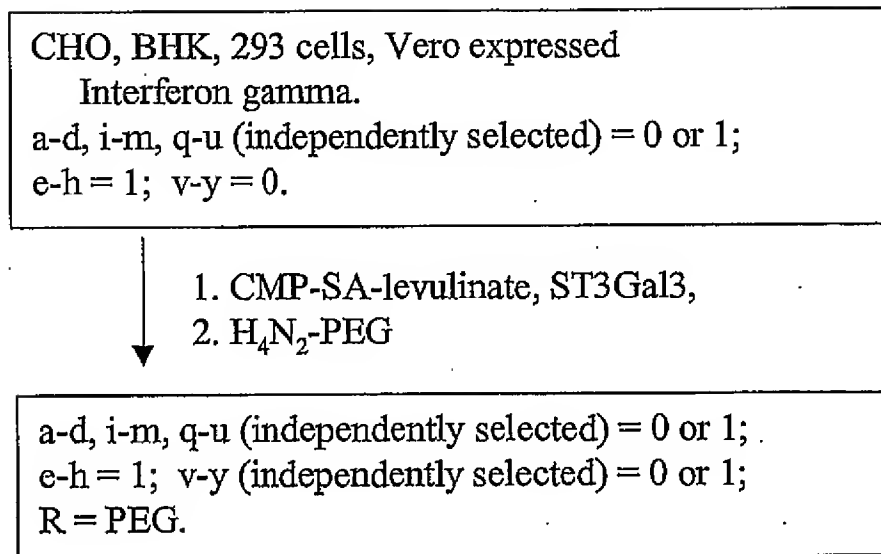 CHO, BHK, 293 cells, Vero expressed
Interferon gamma.
a-d, i-m, q-u (independently selected) = 0 or 1;
e-h = 1; v-y = 0.
1. CMP-SA-levulinate, ST3Gal3,
2. H₄N₂-PEG
a-d, i-m, q-u (independently selected) = 0 or 1;
e-h = 1; v-y (independently selected) = 0 or 1;
R = PEG.